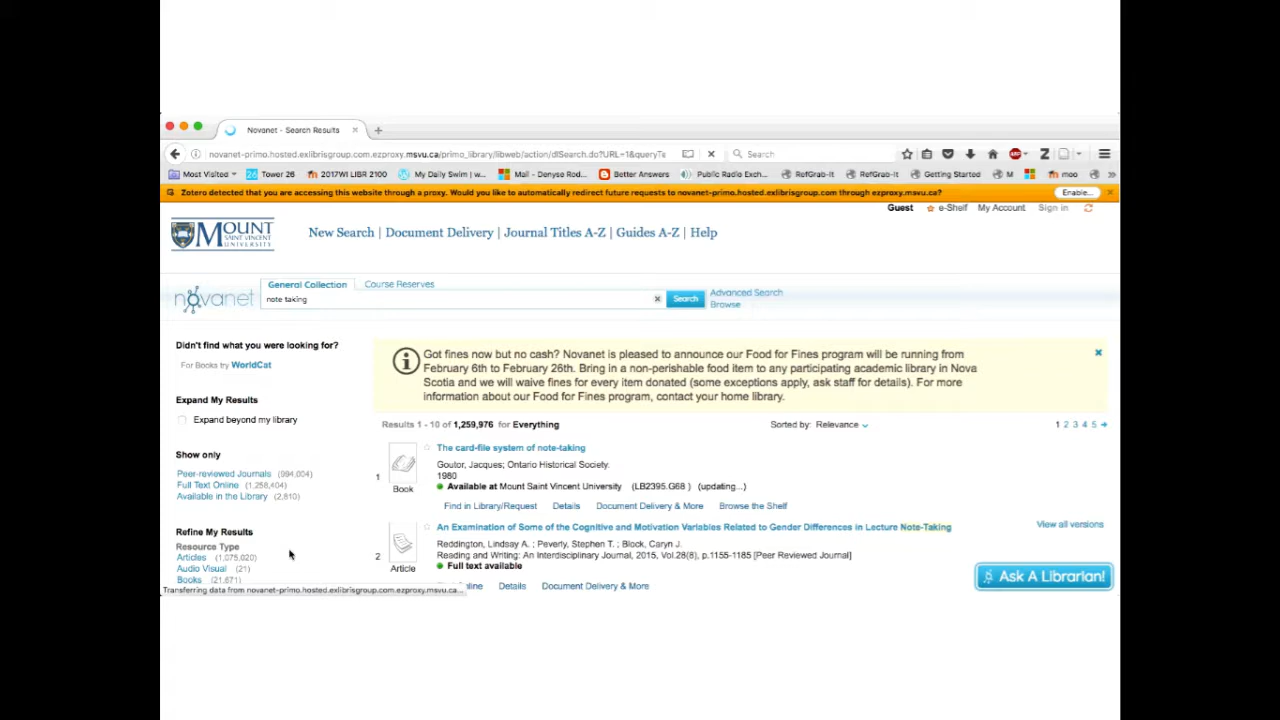 Novanet - Search Results
novanet-primo.hosted.exlibrisgroup.com.ezproxy.msvu.ca/primo_library/libweb/action/dlSearch.do?URL=1&queryTe
Search
Most Visited
Tower 26
2017WI LIBR 2100
My Daily Swim | w...
Mail - Denyse Rod...
Better Answers
Public Radio Exch...
RefGrab-It
RefGrab-It
Getting Started
M
moo
Zotero detected that you are accessing this website through a proxy. Would you like to automatically redirect future requests to novanet-primo.hosted.exlibrisgroup.com through ezproxy.msvu.ca?
Enable...
Guest e-Shelf My Account Sign in
MOUNT
SAINT VINCENT
UNIVERSITY
New Search | Document Delivery | Journal Titles A-Z | Guides A-Z | Help
novanet
General Collection Course Reserves
note taking
Search
Advanced Search
Browse
Didn't find what you were looking for?
For Books try WorldCat
Expand My Results
Expand beyond my library
Show only
Peer-reviewed Journals (994,004)
Full Text Online (1,258,404)
Available in the Library (2,810)
Refine My Results
Resource Type
Articles (1,075,020)
Audio Visual (21)
Books (21,671)
Transferring data from novanet-primo.hosted.exlibrisgroup.com.ezproxy.msvu.ca...
Got fines now but no cash? Novanet is pleased to announce our Food for Fines program will be running from
February 6th to February 26th. Bring in a non-perishable food item to any participating academic library in Nova
Scotia and we will waive fines for every item donated (some exceptions apply, ask staff for details). For more
information about our Food for Fines program, contact your home library.
Results 1 - 10 of 1,259,976 for Everything
Sorted by: Relevance
1 2 3 4 5
1
Book
The card-file system of note-taking
Goutor, Jacques; Ontario Historical Society.
1980
Available at Mount Saint Vincent University (LB2395.G68 ) (updating...)
Find in Library/Request Details Document Delivery & More Browse the Shelf
2
Article
An Examination of Some of the Cognitive and Motivation Variables Related to Gender Differences in Lecture Note-Taking
View all versions
Reddington, Lindsay A. ; Peverly, Stephen T. ; Block, Caryn J.
Reading and Writing: An Interdisciplinary Journal, 2015, Vol.28(8), p.1155-1185 [Peer Reviewed Journal]
Full text available
Details Document Delivery & More
Ask A Librarian!